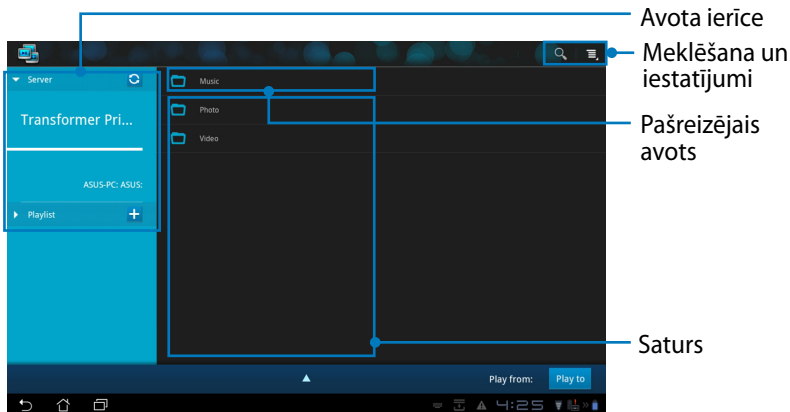 Avota ierīce
Meklēšana un
iestatījumi
Server
Music
Transformer Pri...
Photo
Pašreizējais
avots
Video
ASUS-PC: ASUS:
Playlist
Saturs
Play from:
Play to
4:25